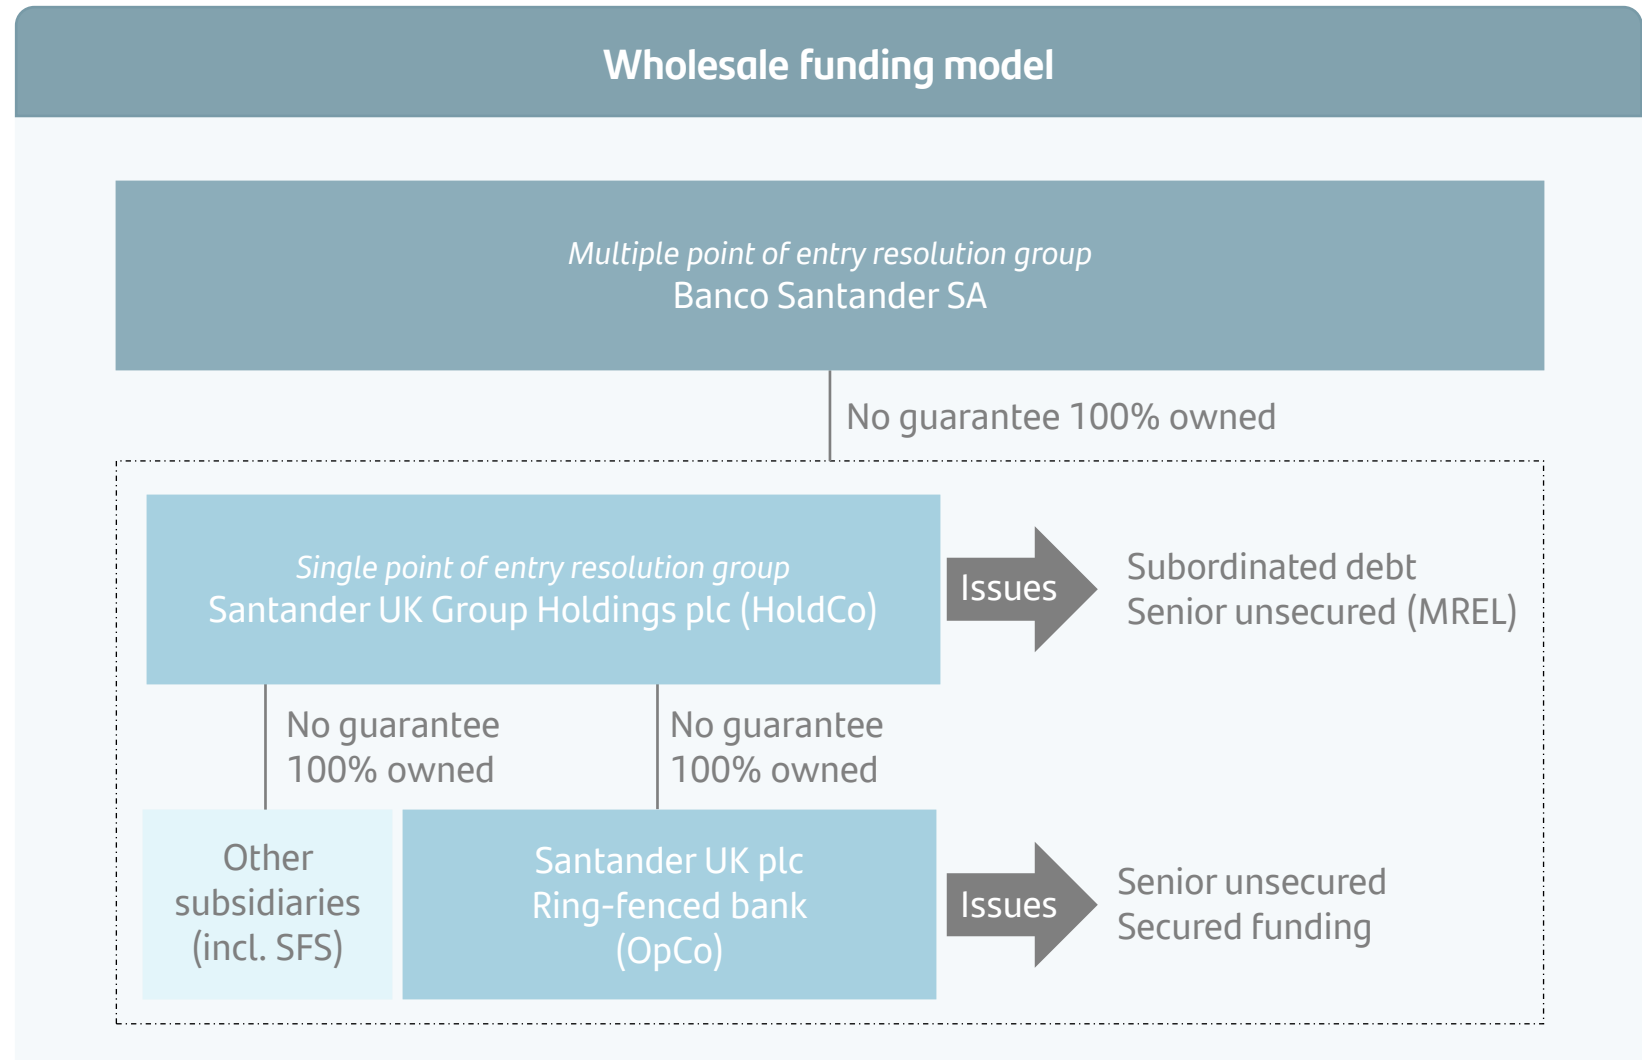 Wholesale funding model
Multiple point of entry resolution group
Banco Santander SA
No guarantee 100% owned
Single point of entry resolution group
Santander UK Group Holdings plc (HoldCo)
Issues
Subordinated debt
Senior unsecured (MREL)
No guarantee
100% owned
No guarantee
100% owned
Other
subsidiaries
(incl. SFS)
Santander UK plc
Ring-fenced bank
(OpCo)
Issues
Senior unsecured
Secured funding